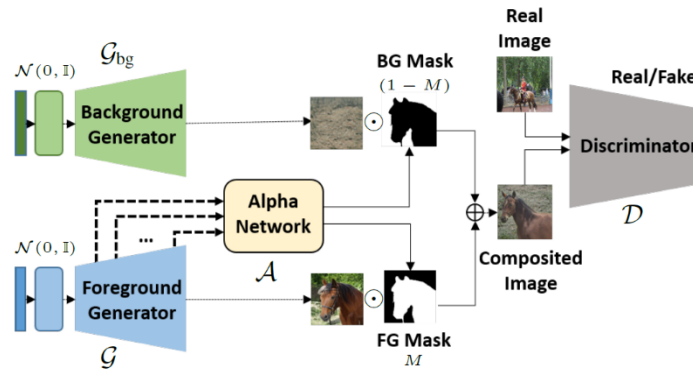 𝒢bg
𝒩(0, 𝕀)
Background
Generator
BG Mask
(1 − M)
Real
Image
Real/Fake
Discriminator
𝒟
Alpha
Network
𝒜
...
𝒩(0, 𝕀)
Foreground
Generator
𝒢
FG Mask
M
Composited
Image